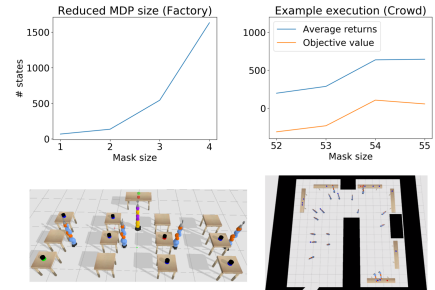 Reduced MDP size (Factory)
1500
1000
500
0
# states
1 2 3 4
Mask size
Example execution (Crowd)
Average returns
Objective value
1000
500
0
52 53 54 55
Mask size